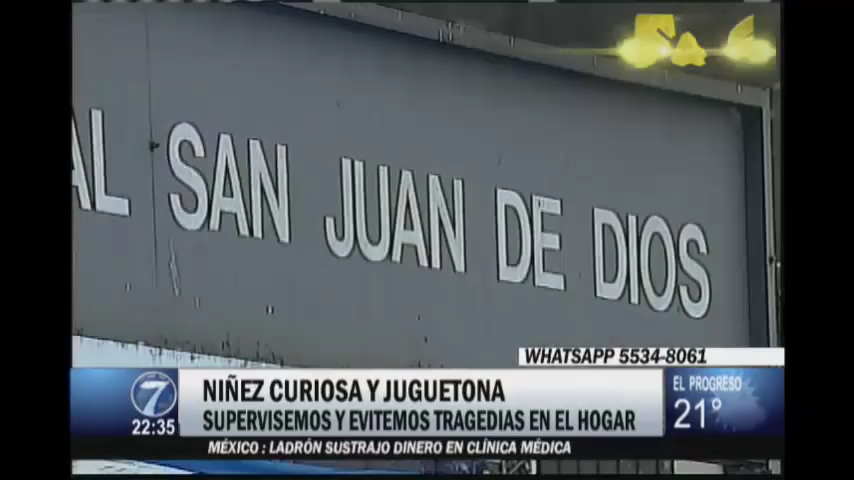 AL SAN JUAN DE DIOS
WHATSAPP 5534-8061
7
22:35
NIÑEZ CURIOSA Y JUGUETONA
SUPERVISEMOS Y EVITEMOS TRAGEDIAS EN EL HOGAR
EL PROGRESO
21°
MÉXICO : LADRÓN SUSTRAJO DINERO EN CLÍNICA MÉDICA